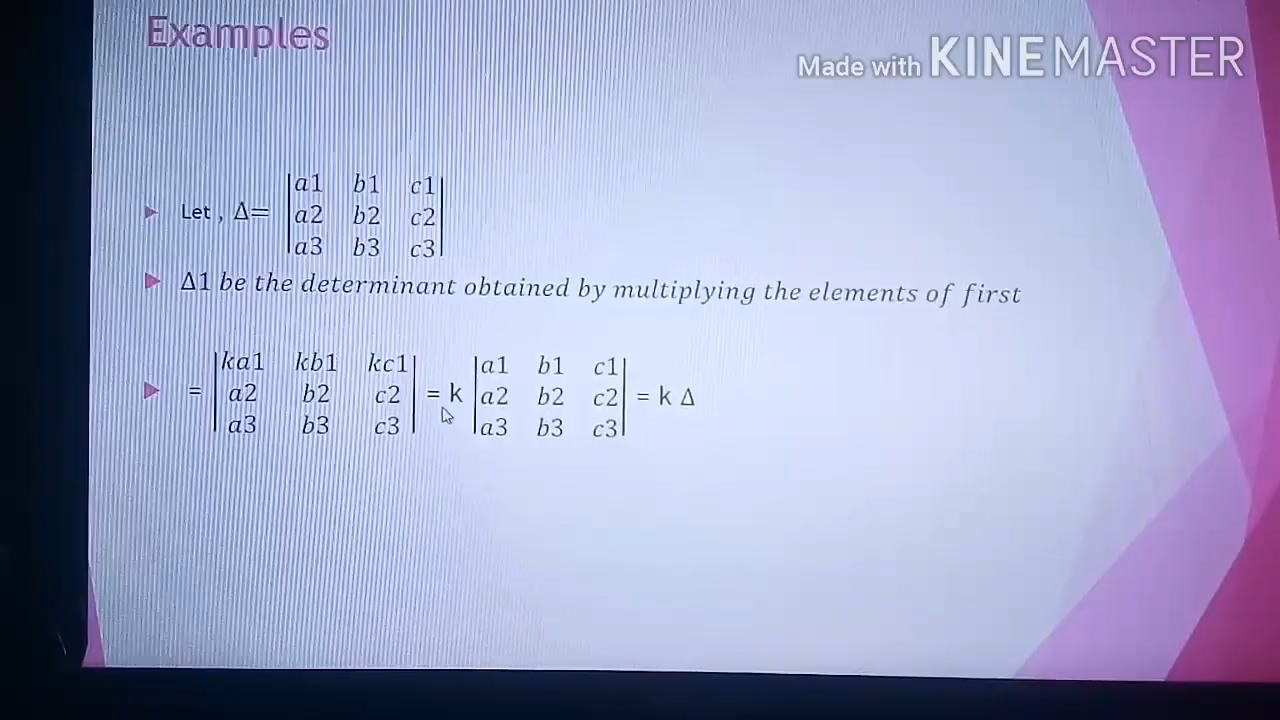 Examples
Made with KINEMASTER
|a1 b1 c1|
Let , Δ= |a2 b2 c2|
|a3 b3 c3|
Δ1 be the determinant obtained by multiplying the elements of first
|ka1 kb1 kc1| |a1 b1 c1|
= |a2 b2 c2| = k |a2 b2 c2| = k Δ
|a3 b3 c3| |a3 b3 c3|